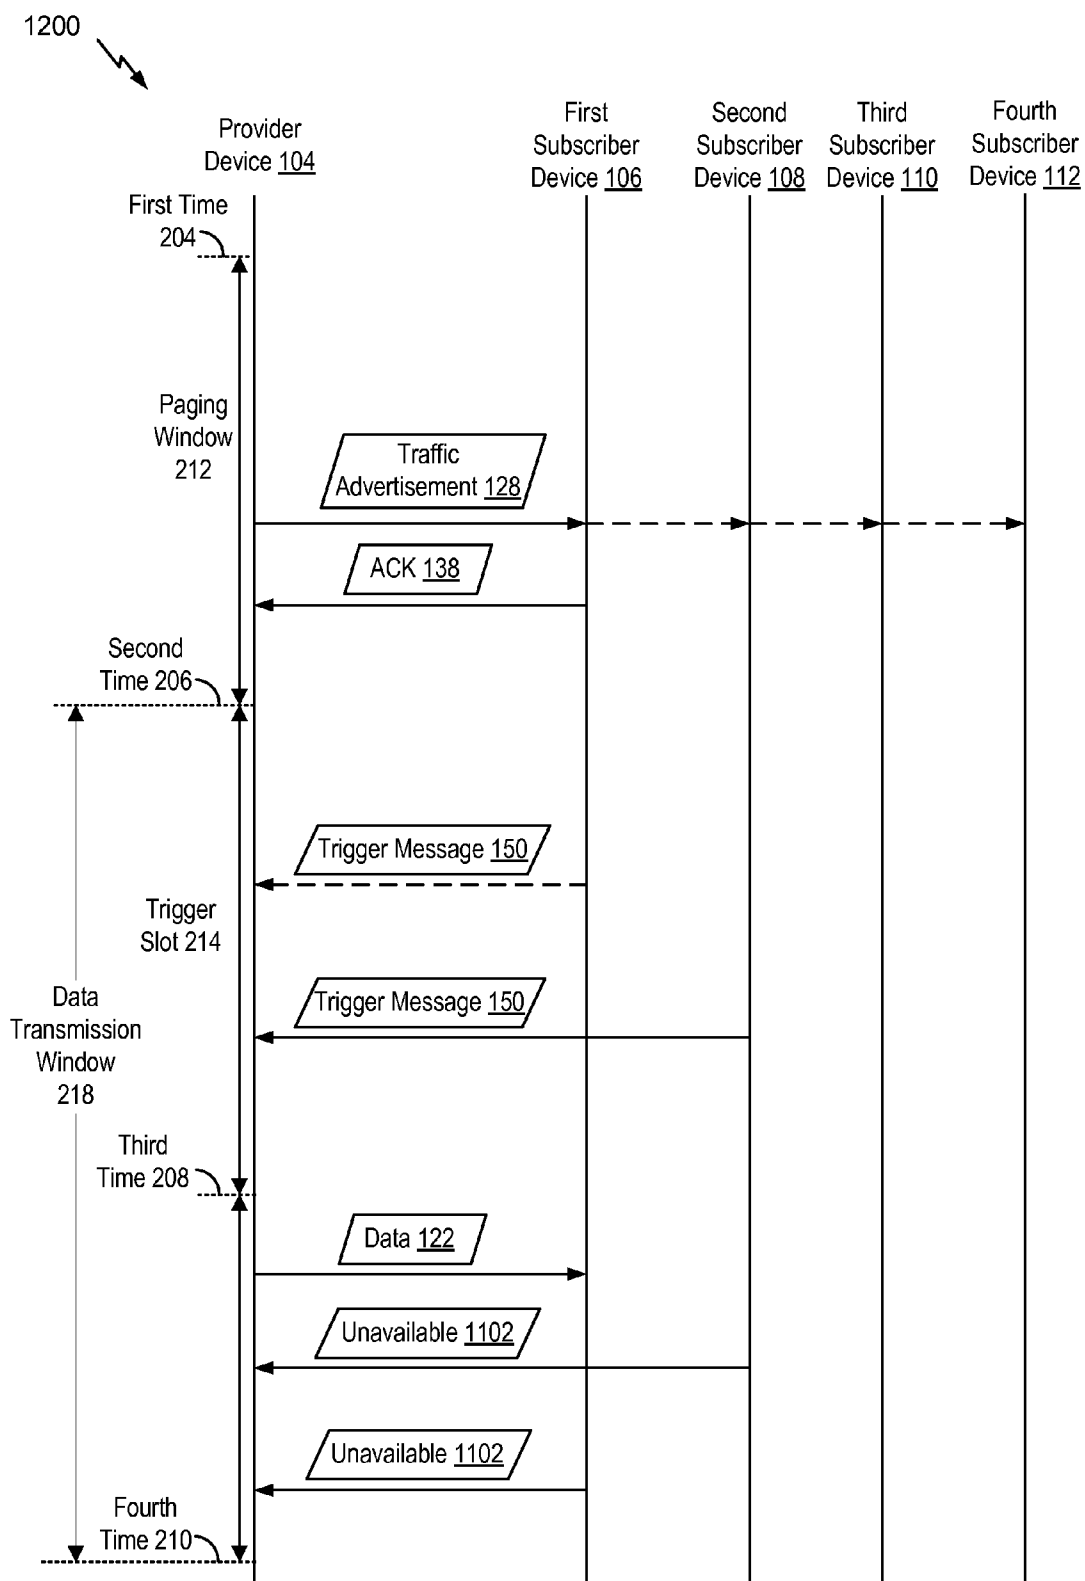 1200
Provider
Device 104
First
Subscriber
Device 106
Second
Subscriber
Device 108
Third
Subscriber
Device 110
Fourth
Subscriber
Device 112
First Time
204
Paging
Window
212
Traffic
Advertisement 128
ACK 138
Second
Time 206
Trigger Message 150
Trigger
Slot 214
Trigger Message 150
Data
Transmission
Window
218
Third
Time 208
Data 122
Unavailable 1102
Unavailable 1102
Fourth
Time 210